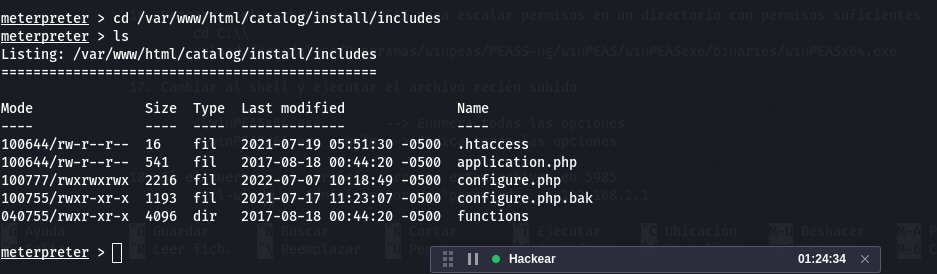 meterpreter > cd /var/www/html/catalog/install/includes
escalar permisos en un directorio con permisos suficientes
meterpreter > ls
cd C:\\
Listing: /var/www/html/catalog/install/includes
ramas/winpeas/PEASS-ng/winPEAS/winPEASexe/binaries/winPEASx64.exe
===============================================
17. Cambiar al shell y ejecutar el archivo recién subido
Mode Size Type Last modified Name
---- ---- ---- ------------- ----
--> Enumera todas las opciones
100644/rw-r--r-- 16 fil 2021-07-19 05:51:30 -0500 .htaccess
100644/rw-r--r-- 541 fil 2017-08-18 00:44:20 -0500 application.php
100777/rwxrwxrwx 2216 fil 2022-07-07 10:18:49 -0500 configure.php
en 5985
100755/rwxr-xr-x 1193 fil 2021-07-17 11:23:07 -0500 configure.php.bak
168.2.1
040755/rwxr-xr-x 4096 dir 2017-08-18 00:44:20 -0500 functions
^G Ayuda Guardar Buscar Cortar Ejecutar Ubicación M-U Deshacer
Leer fich. Reemplazar
meterpreter >
Hackear 01:24:34